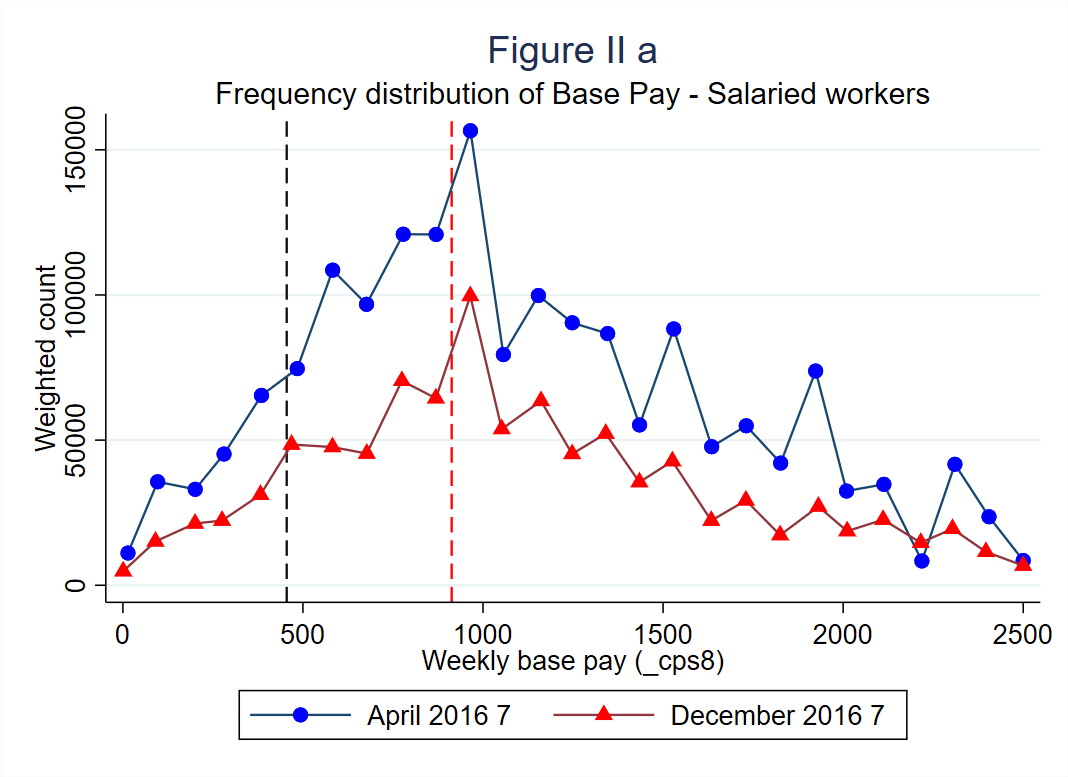 Figure II a
Frequency distribution of Base Pay - Salaried workers
Weighted count
150000
100000
50000
0
0 500 1000 1500 2000 2500
Weekly base pay (_cps8)
April 2016 7 December 2016 7